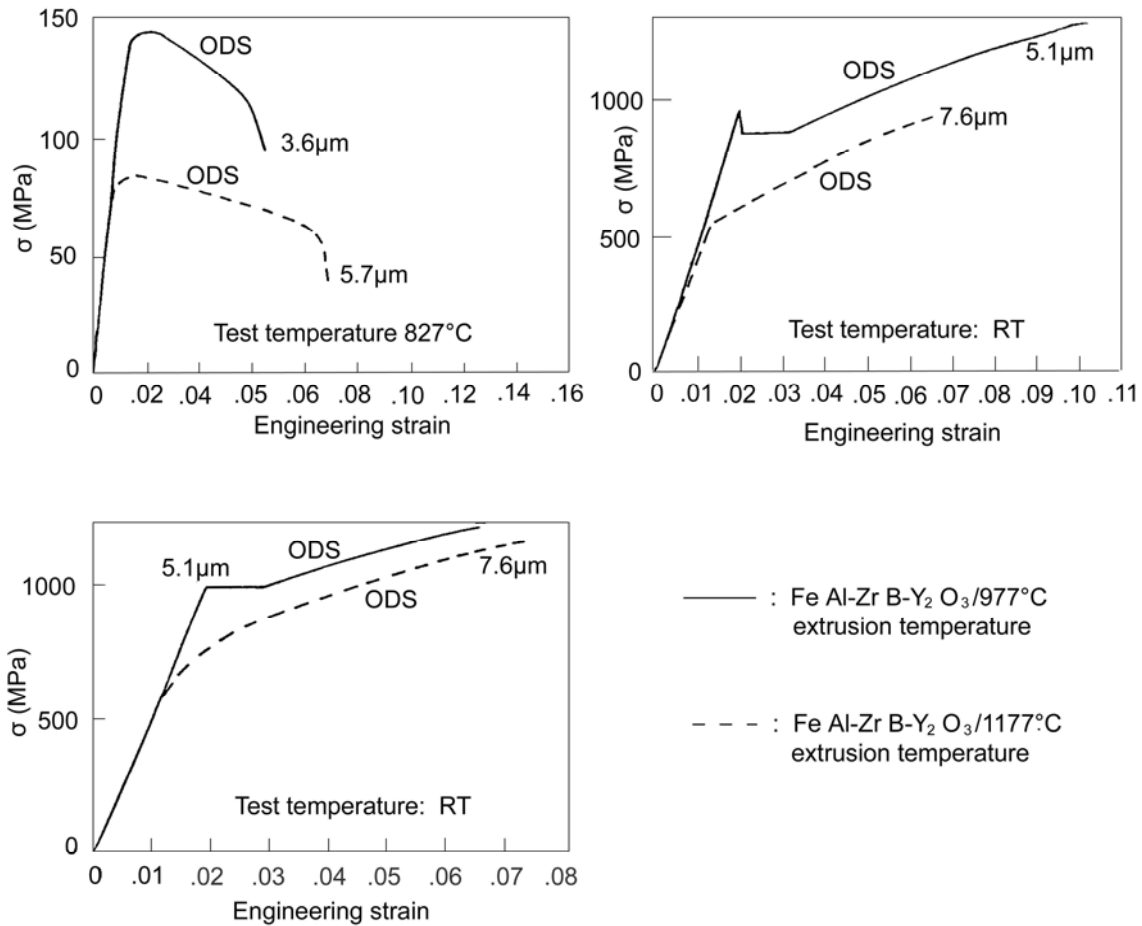 150
100
50
0
σ (MPa)
ODS
3.6μm
ODS
5.7μm
Test temperature 827°C
0 .02 .04 .05 .06 .08 .10 .12 .14 .16
Engineering strain
1000
500
0
σ (MPa)
ODS
5.1μm
7.6μm
ODS
Test temperature: RT
0 .01 .02 .03 .04 .05 .06 .07 .08 .09 .10 .11
Engineering strain
1000
500
0
σ (MPa)
5.1μm
ODS
7.6μm
ODS
Test temperature: RT
0 .01 .02 .03 .04 .05 .06 .07 .08
Engineering strain
: Fe Al-Zr B-Y₂ O₃/977°C
extrusion temperature
: Fe Al-Zr B-Y₂ O₃/1177°C
extrusion temperature